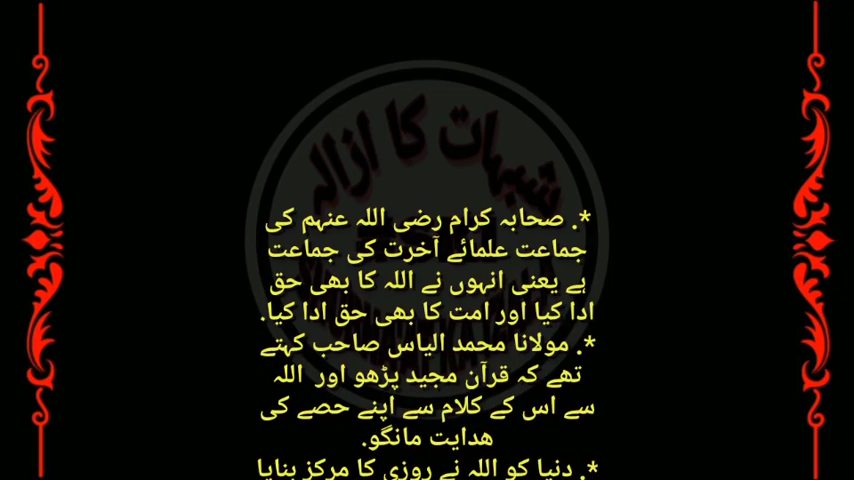 شبہات کا ازالہ
*. صحابہ کرام رضی اللہ عنہم کی
جماعت علمائے آخرت کی جماعت
ہے یعنی انہوں نے اللہ کا بھی حق
ادا کیا اور امت کا بھی حق ادا کیا.
*. مولانا محمد الیاس صاحب کہتے
تھے کہ قرآن مجید پڑھو اور اللہ
سے اس کے کلام سے اپنے حصے کی
ھدایت مانگو.
*. دنیا کو اللہ نے روزی کا مرکز بنایا